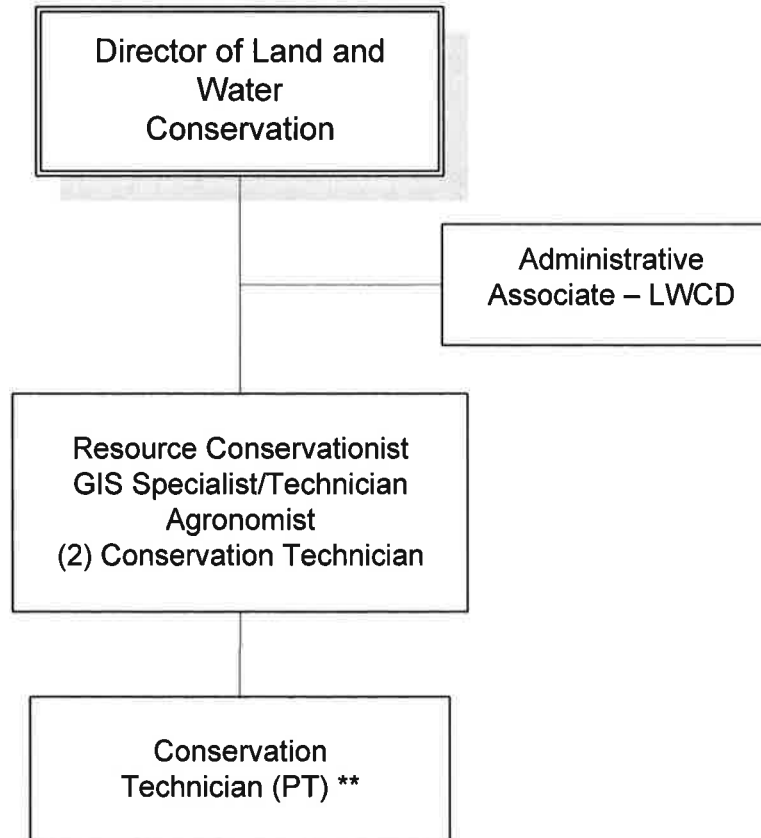 Director of Land and
Water
Conservation
Administrative
Associate – LWCD
Resource Conservationist
GIS Specialist/Technician
Agronomist
(2) Conservation Technician
Conservation
Technician (PT) **